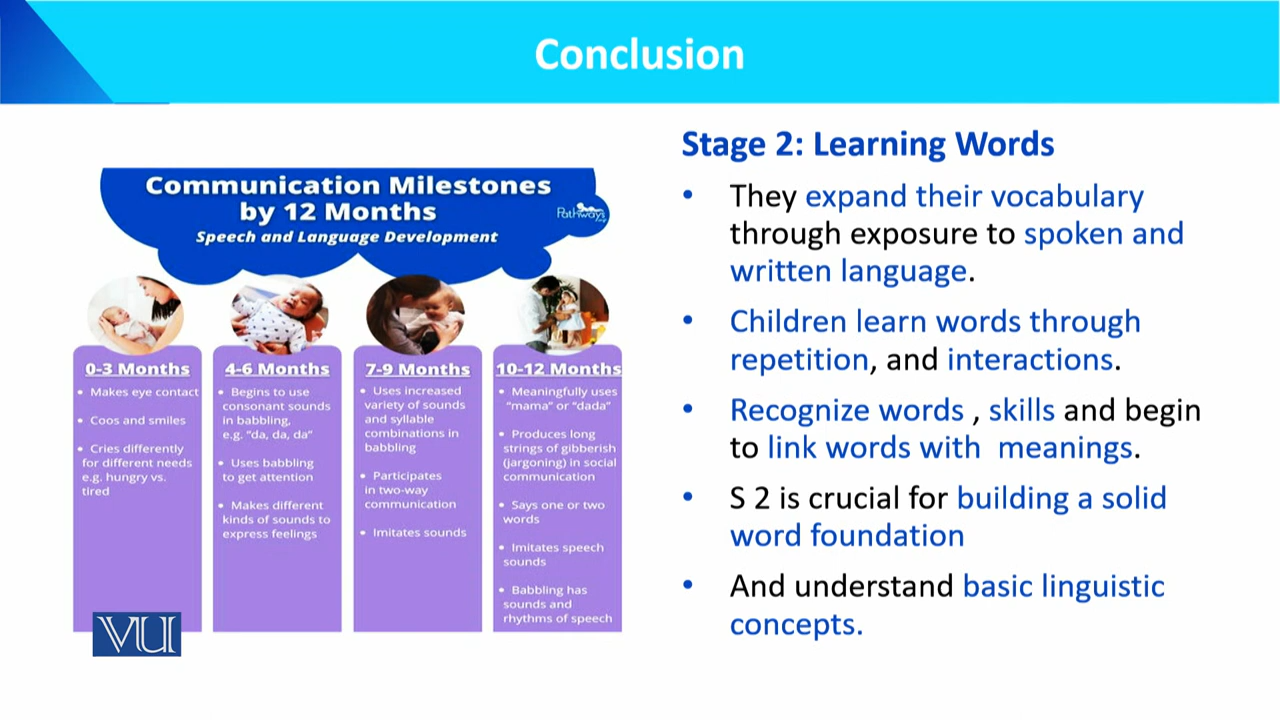 Conclusion
Communication Milestones
by 12 Months
Pathways
Speech and Language Development
0-3 Months
• Makes eye contact
• Coos and smiles
• Cries differently
for different needs
e.g. hungry vs.
tired
4-6 Months
• Begins to use
consonant sounds
in babbling,
e.g. “da, da, da”
• Uses babbling
to get attention
• Makes different
kinds of sounds to
express feelings
7-9 Months
• Uses increased
variety of sounds
and syllable
combinations in
babbling
• Participates
in two-way
communication
• Imitates sounds
10-12 Months
• Meaningfully uses
“mama” or “dada”
• Produces long
strings of gibberish
(jargoning) in social
communication
• Says one or two
words
• Imitates speech
sounds
• Babbling has
sounds and
rhythms of speech
VU
Stage 2: Learning Words
• They expand their vocabulary
through exposure to spoken and
written language.
• Children learn words through
repetition, and interactions.
• Recognize words , skills and begin
to link words with  meanings.
• S 2 is crucial for building a solid
word foundation
• And understand basic linguistic
concepts.